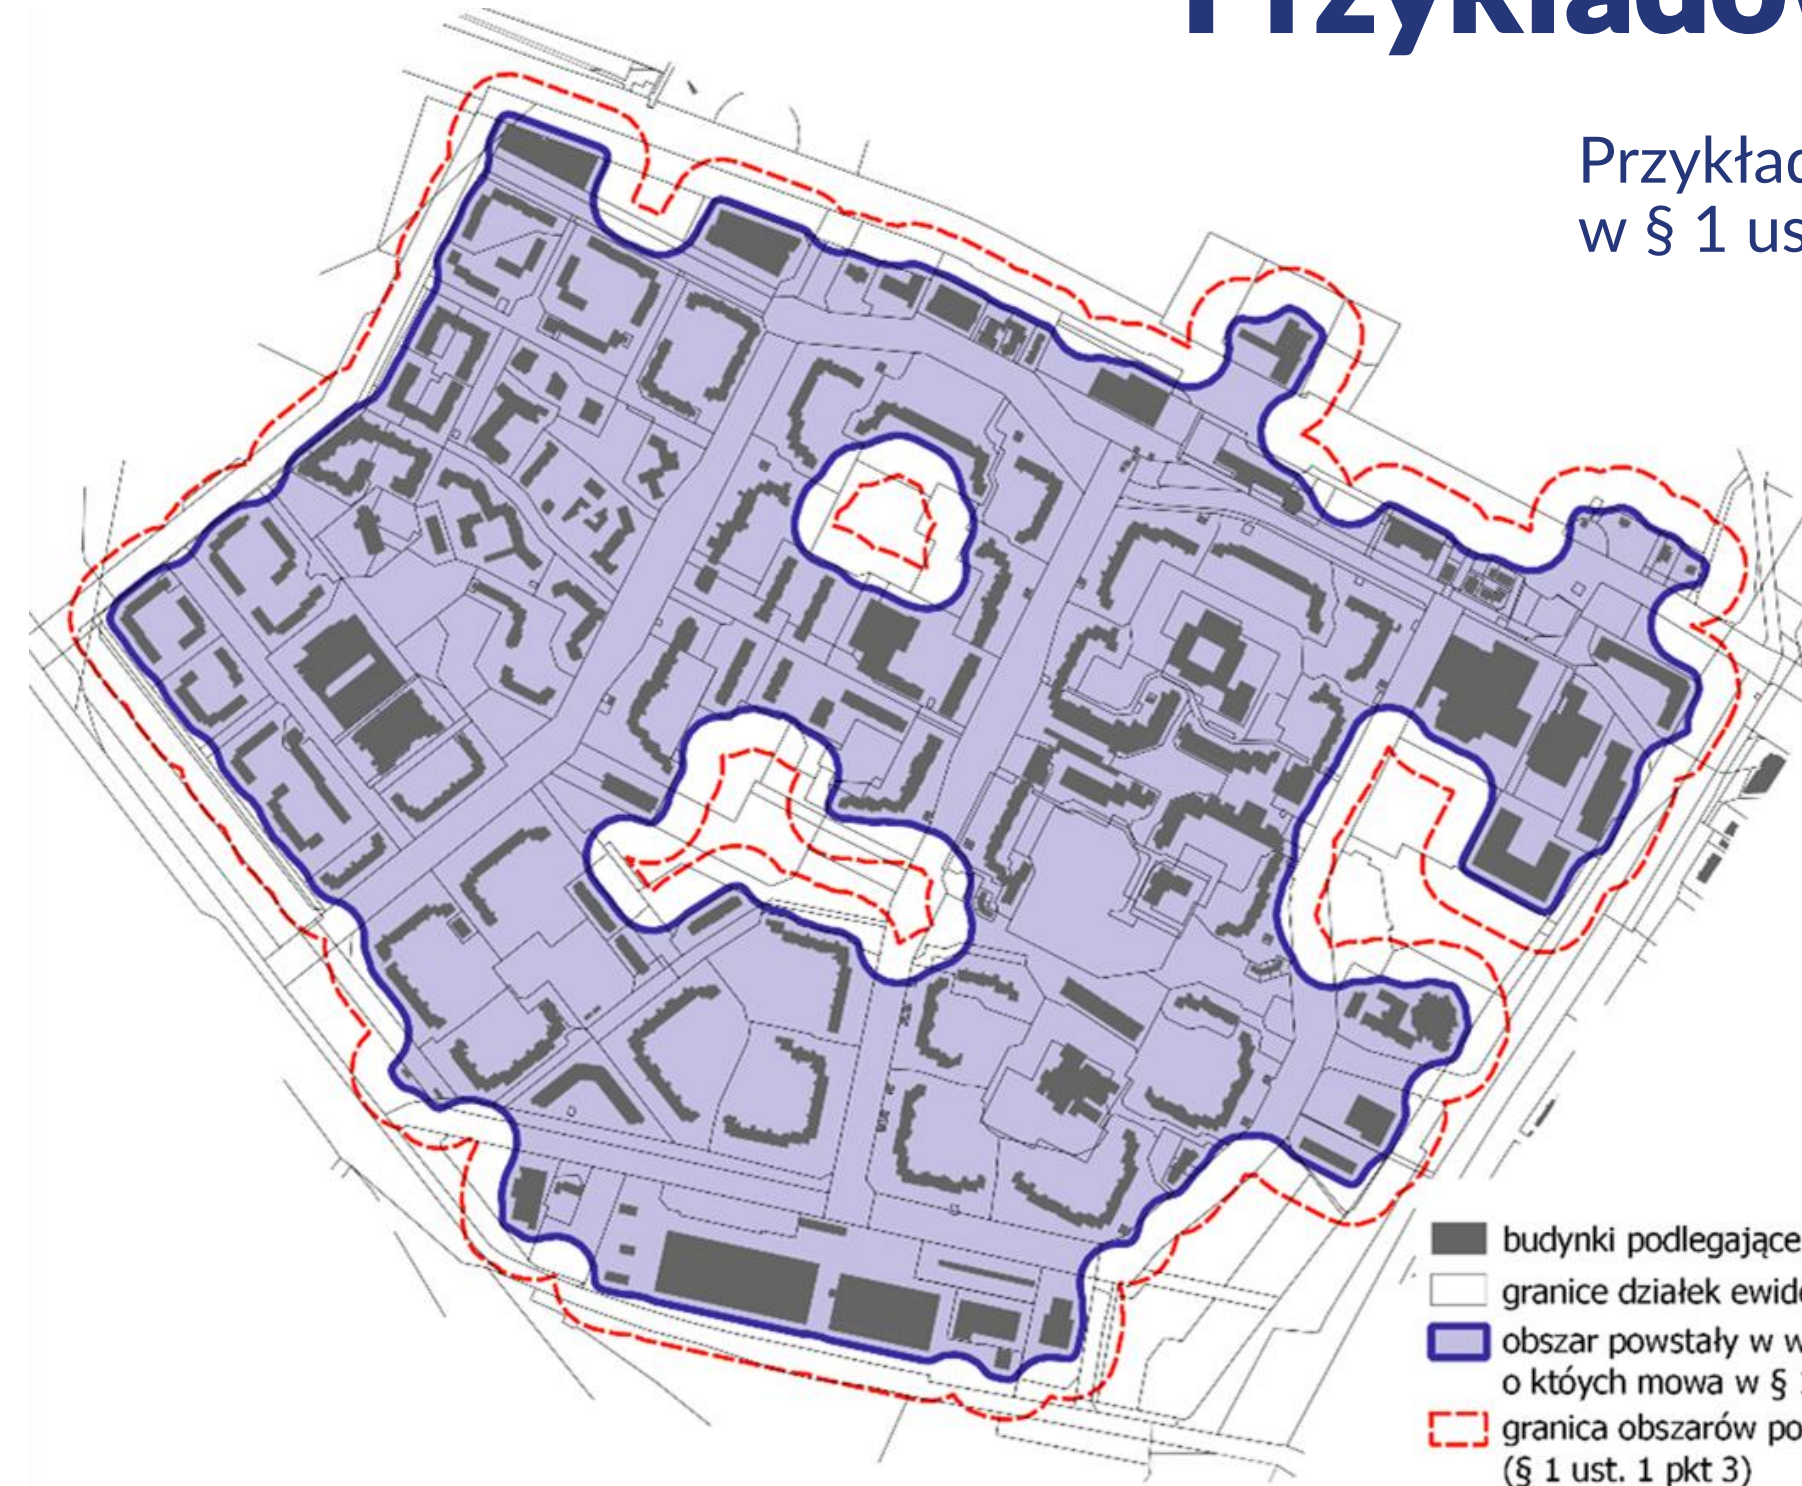 Przykładow
Przykład
w § 1 us
budynki podlegające
granice działek ewid
obszar powstały w w
o któych mowa w §
granica obszarów po
(§ 1 ust. 1 pkt 3)